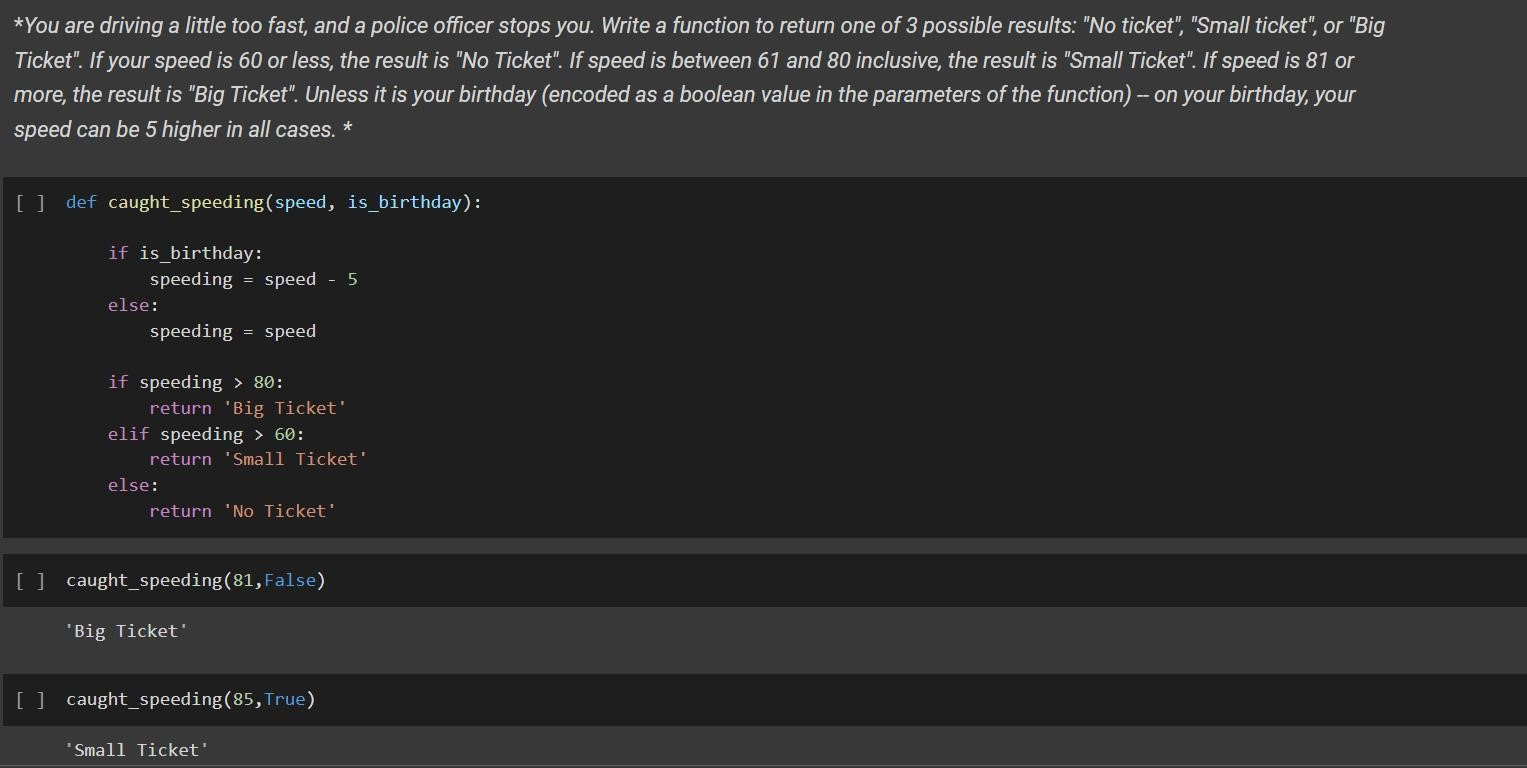 *You are driving a little too fast, and a police officer stops you. Write a function to return one of 3 possible results: "No ticket", "Small ticket", or "Big
Ticket". If your speed is 60 or less, the result is "No Ticket". If speed is between 61 and 80 inclusive, the result is "Small Ticket". If speed is 81 or
more, the result is "Big Ticket". Unless it is your birthday (encoded as a boolean value in the parameters of the function) -- on your birthday, your
speed can be 5 higher in all cases. *
[ ] def caught_speeding(speed, is_birthday):
if is_birthday:
speeding = speed - 5
else:
speeding = speed
if speeding > 80:
return 'Big Ticket'
elif speeding > 60:
return 'Small Ticket'
else:
return 'No Ticket'
[ ] caught_speeding(81,False)
'Big Ticket'
[ ] caught_speeding(85,True)
'Small Ticket'